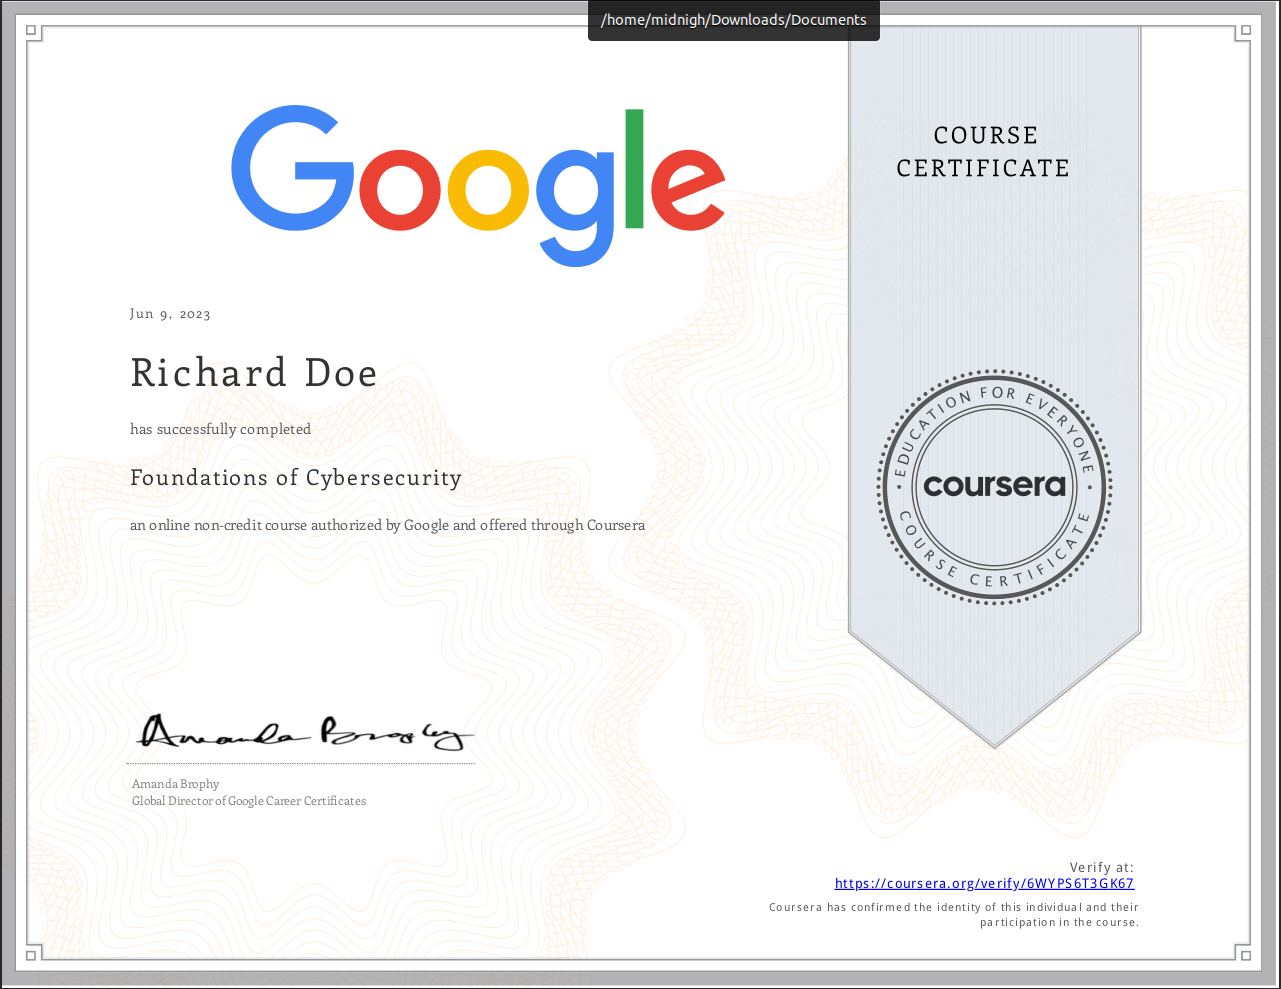 /home/midnigh/Downloads/Documents
Google
COURSE
CERTIFICATE
Jun 9, 2023
Richard Doe
has successfully completed
Foundations of Cybersecurity
an online non-credit course authorized by Google and offered through Coursera
EDUCATION FOR EVERYONE
coursera
COURSE CERTIFICATE
Amanda Brophy
Amanda Brophy
Global Director of Google Career Certificates
Verify at:
https://coursera.org/verify/6WYPS6T3GK67
Coursera has confirmed the identity of this individual and their
participation in the course.